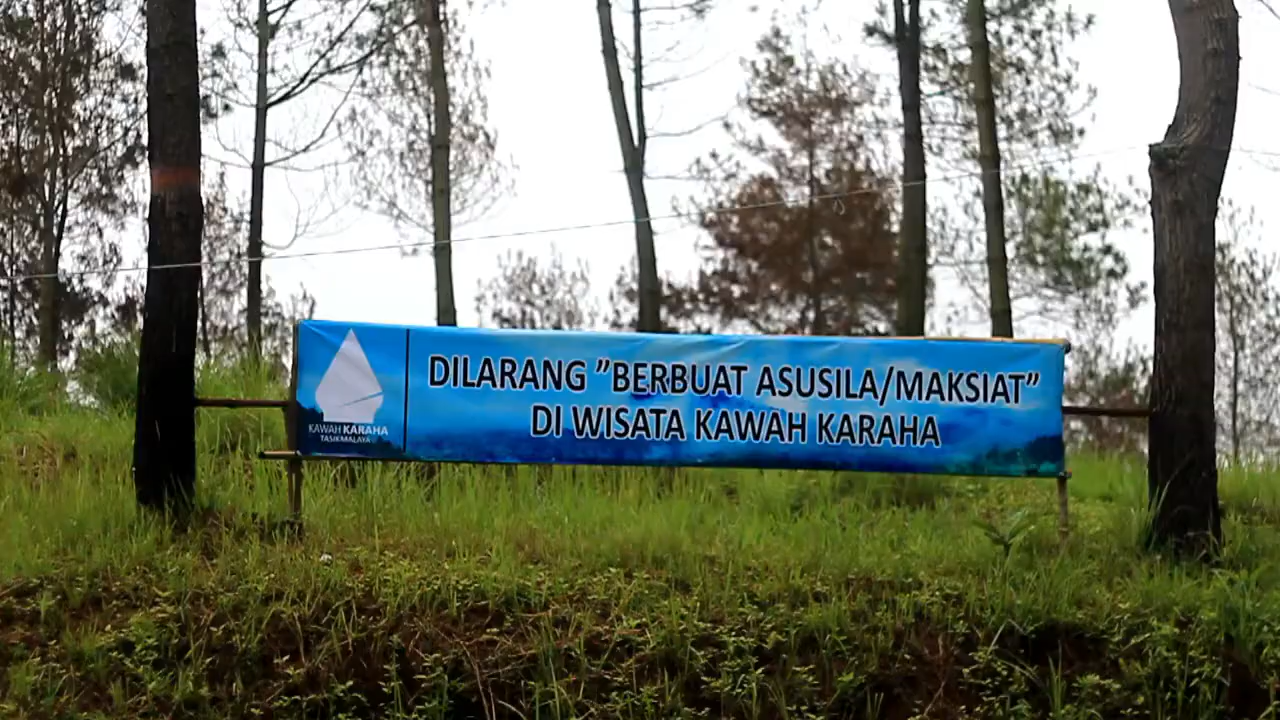 KAWAH KARAHA
TASIKMALAYA
DILARANG ”BERBUAT ASUSILA/MAKSIAT”
DI WISATA KAWAH KARAHA